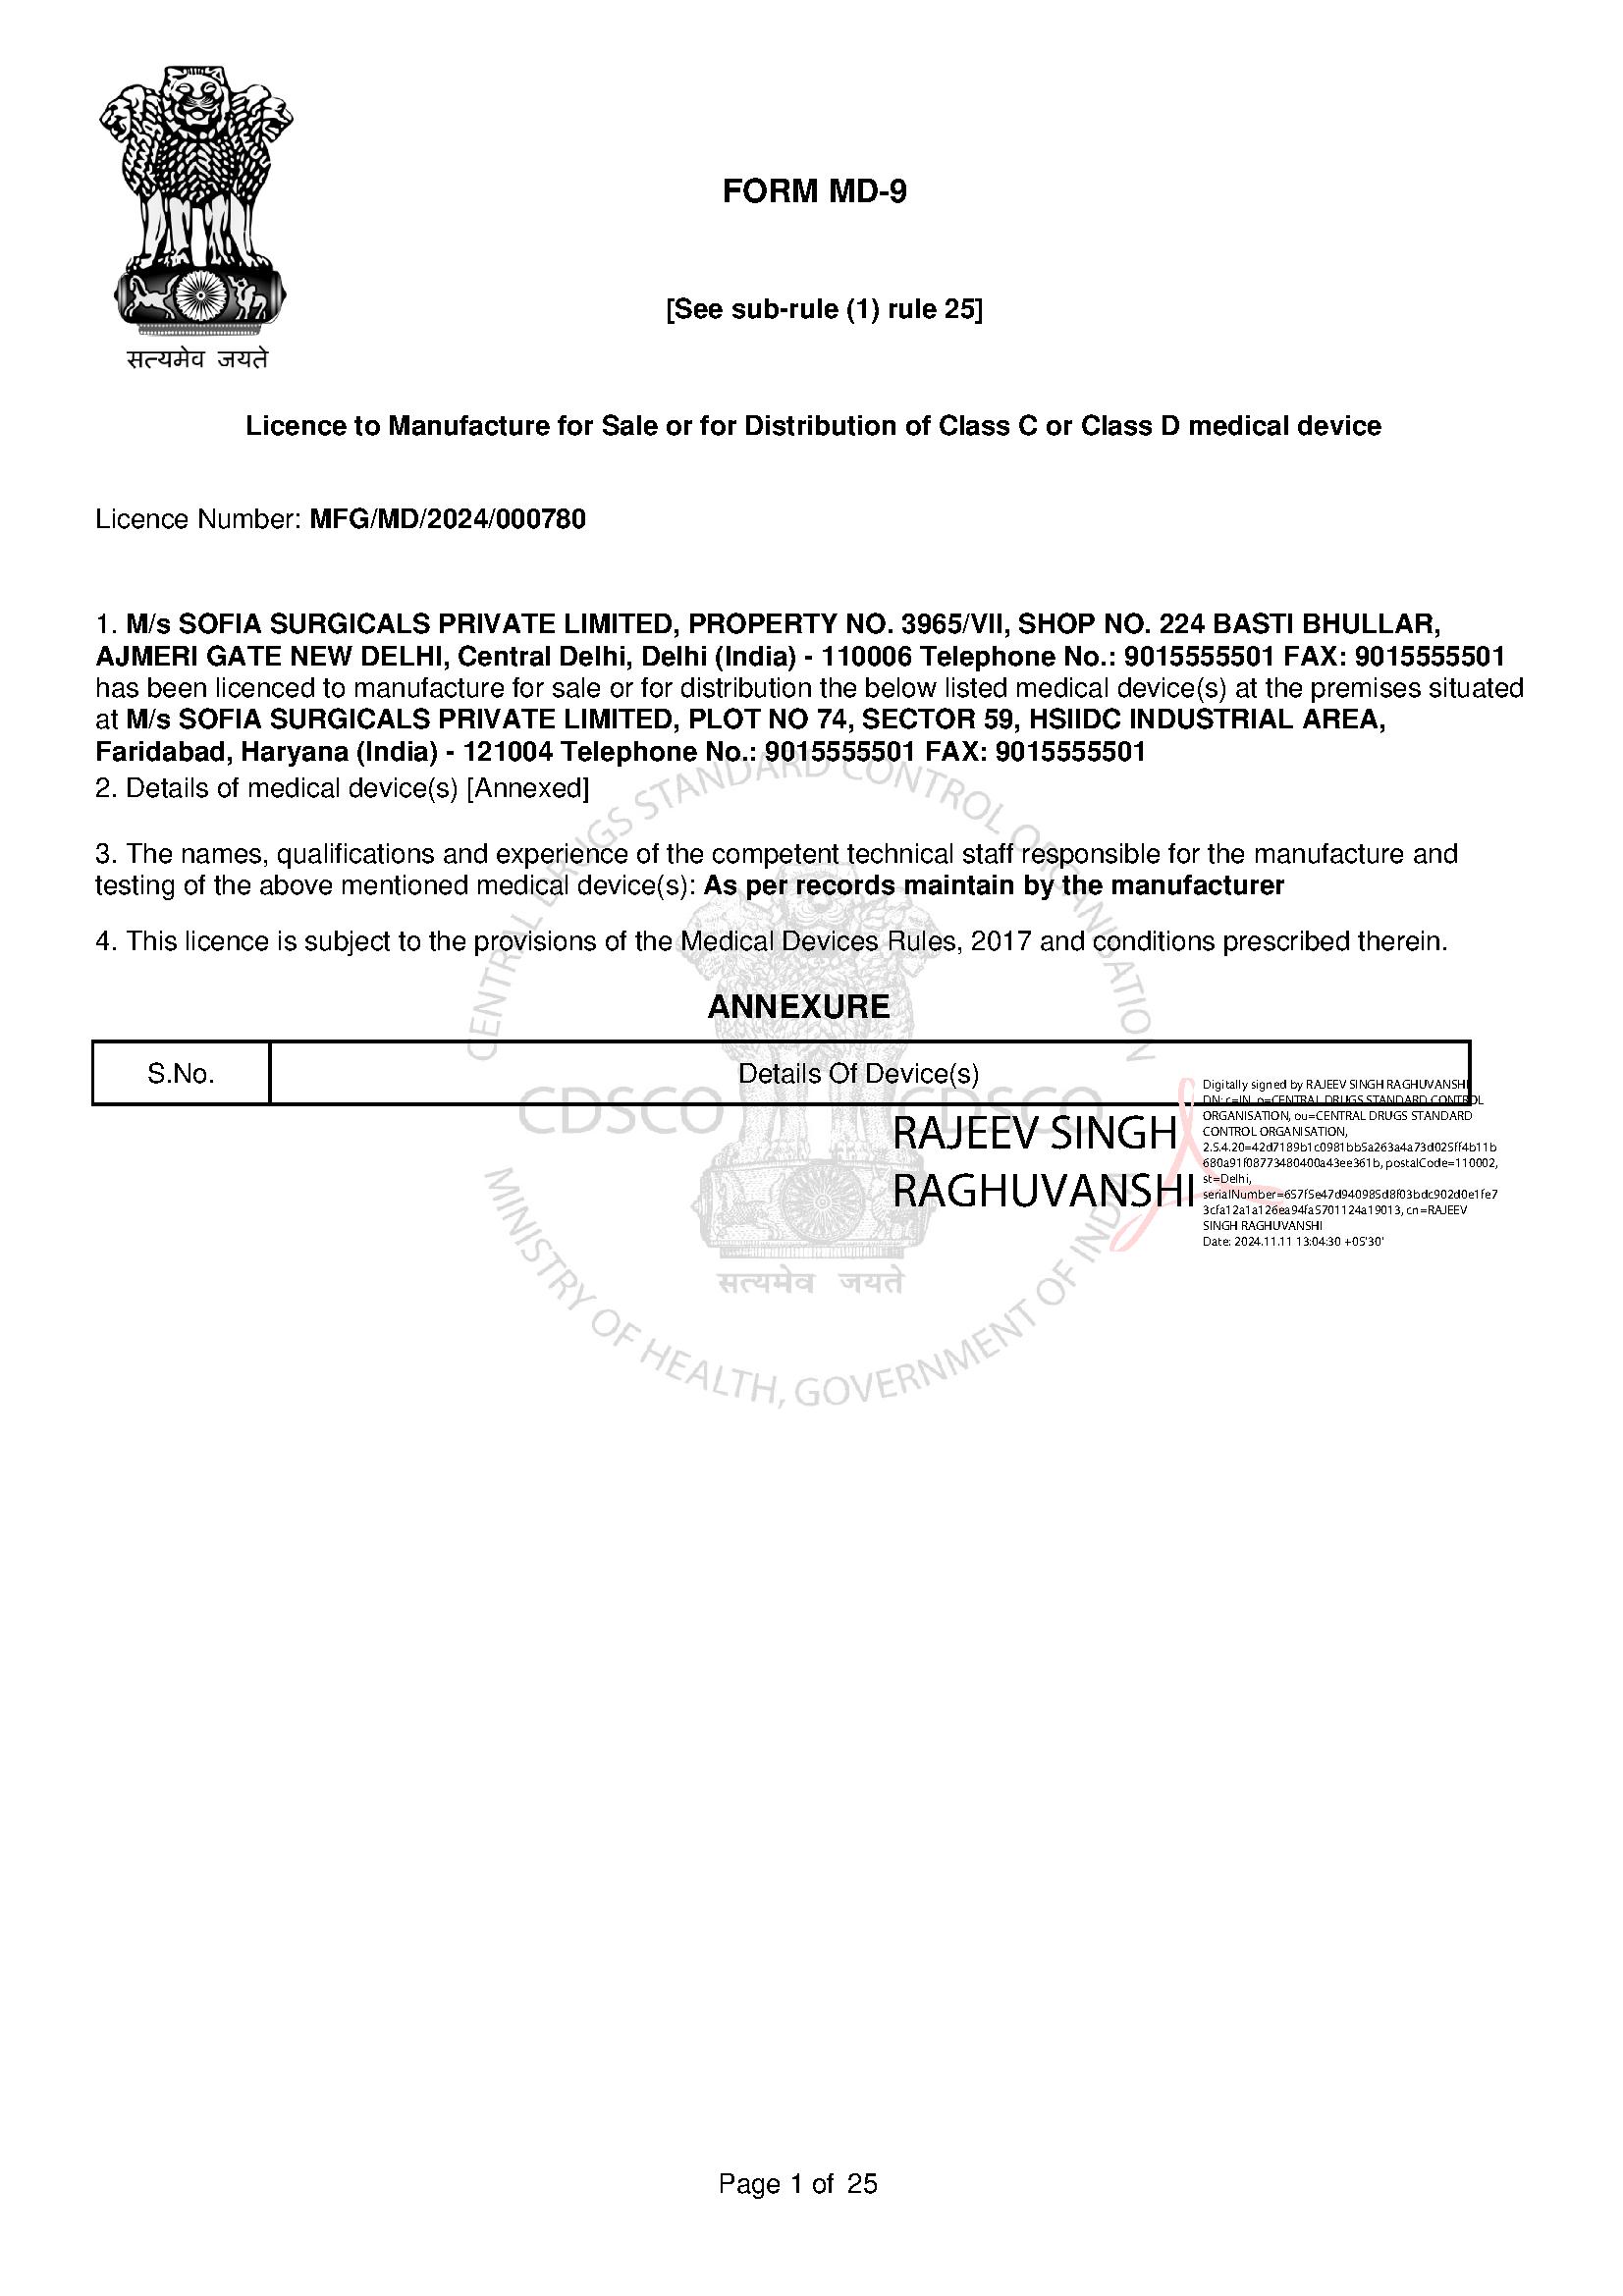 सत्यमेव जयते
FORM MD-9
[See sub-rule (1) rule 25]
Licence to Manufacture for Sale or for Distribution of Class C or Class D medical device
Licence Number: MFG/MD/2024/000780
1. M/s SOFIA SURGICALS PRIVATE LIMITED, PROPERTY NO. 3965/VII, SHOP NO. 224 BASTI BHULLAR,
AJMERI GATE NEW DELHI, Central Delhi, Delhi (India) - 110006 Telephone No.: 9015555501 FAX: 9015555501
has been licenced to manufacture for sale or for distribution the below listed medical device(s) at the premises situated
at M/s SOFIA SURGICALS PRIVATE LIMITED, PLOT NO 74, SECTOR 59, HSIIDC INDUSTRIAL AREA,
Faridabad, Haryana (India) - 121004 Telephone No.: 9015555501 FAX: 9015555501
2. Details of medical device(s) [Annexed]
3. The names, qualifications and experience of the competent technical staff responsible for the manufacture and
testing of the above mentioned medical device(s): As per records maintain by the manufacturer
4. This licence is subject to the provisions of the Medical Devices Rules, 2017 and conditions prescribed therein.
ANNEXURE
S.No. Details Of Device(s)
CENTRAL DRUGS STANDARD CONTROL ORGANISATION
CDSCO CDSCO
सत्यमेव जयते
MINISTRY OF HEALTH, GOVERNMENT OF INDIA
RAJEEV SINGH
RAGHUVANSHI
Digitally signed by RAJEEV SINGH RAGHUVANSHI
DN: c=IN, o=CENTRAL DRUGS STANDARD CONTROL
ORGANISATION, ou=CENTRAL DRUGS STANDARD
CONTROL ORGANISATION,
2.5.4.20=42d7189b1c0981bb5a263a4a73d025ff4b11b
680a91f08773480400a43ee361b, postalCode=110002,
st=Delhi,
serialNumber=657f5e47d940985d8f03bdc902d0e1fe7
3cfa12a1a126ea94fa5701124a19013, cn=RAJEEV
SINGH RAGHUVANSHI
Date: 2024.11.11 13:04:30 +05'30'
Page 1 of 25